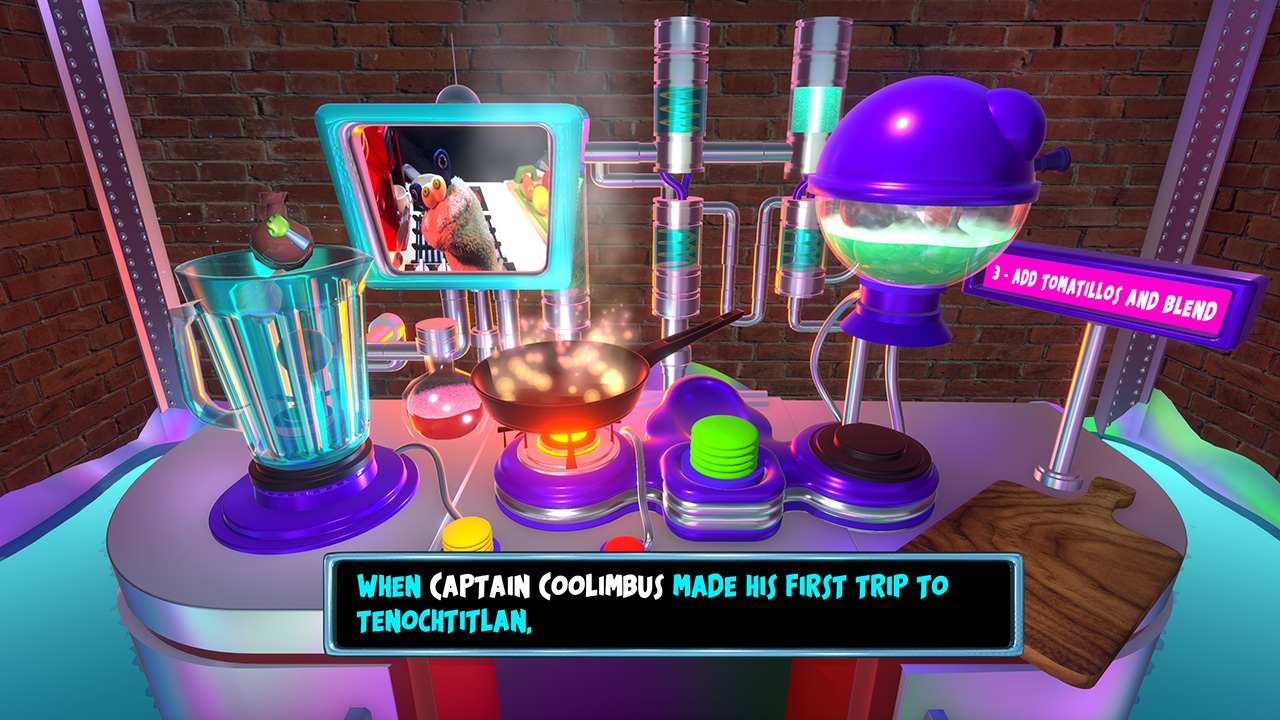 3 - ADD TOMATILLOS AND BLEND
WHEN CAPTAIN COOLIMBUS MADE HIS FIRST TRIP TO
TENOCHTITLAN,